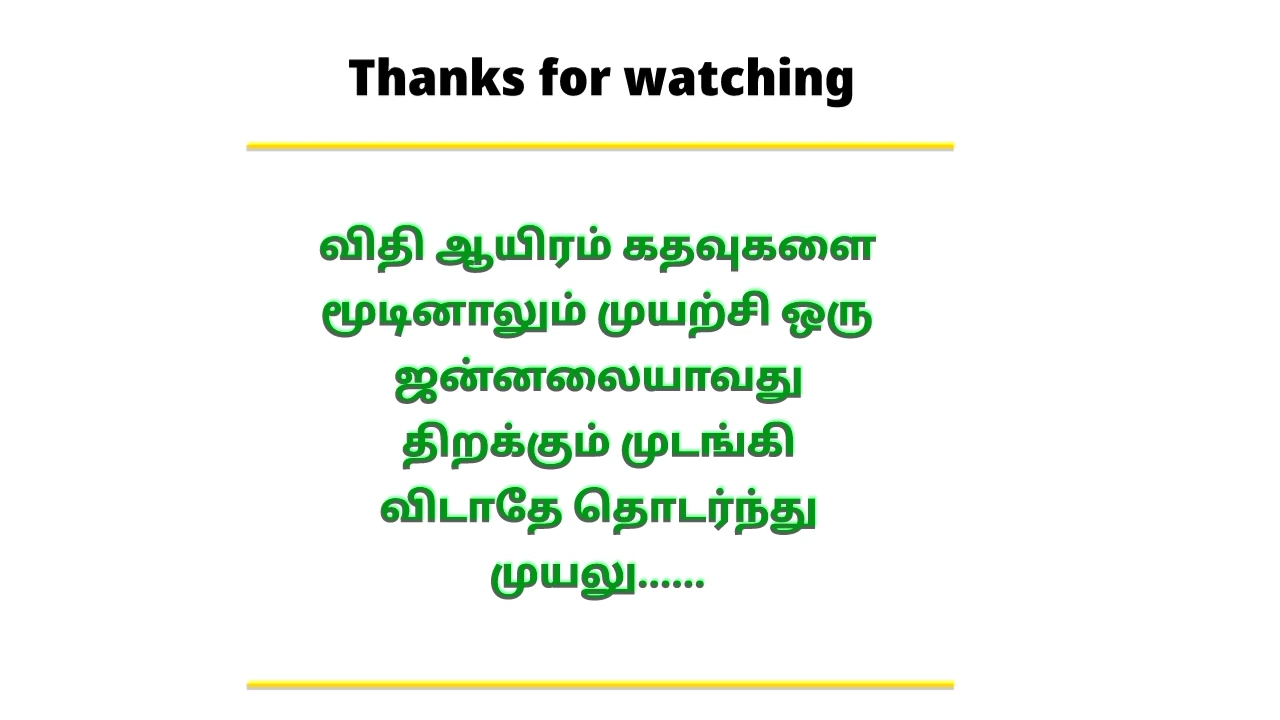 Thanks for watching
விதி ஆயிரம் கதவுகளை
மூடினாலும் முயற்சி ஒரு
ஜன்னலையாவது
திறக்கும் முடங்கி
விடாதே தொடர்ந்து
முயலு......